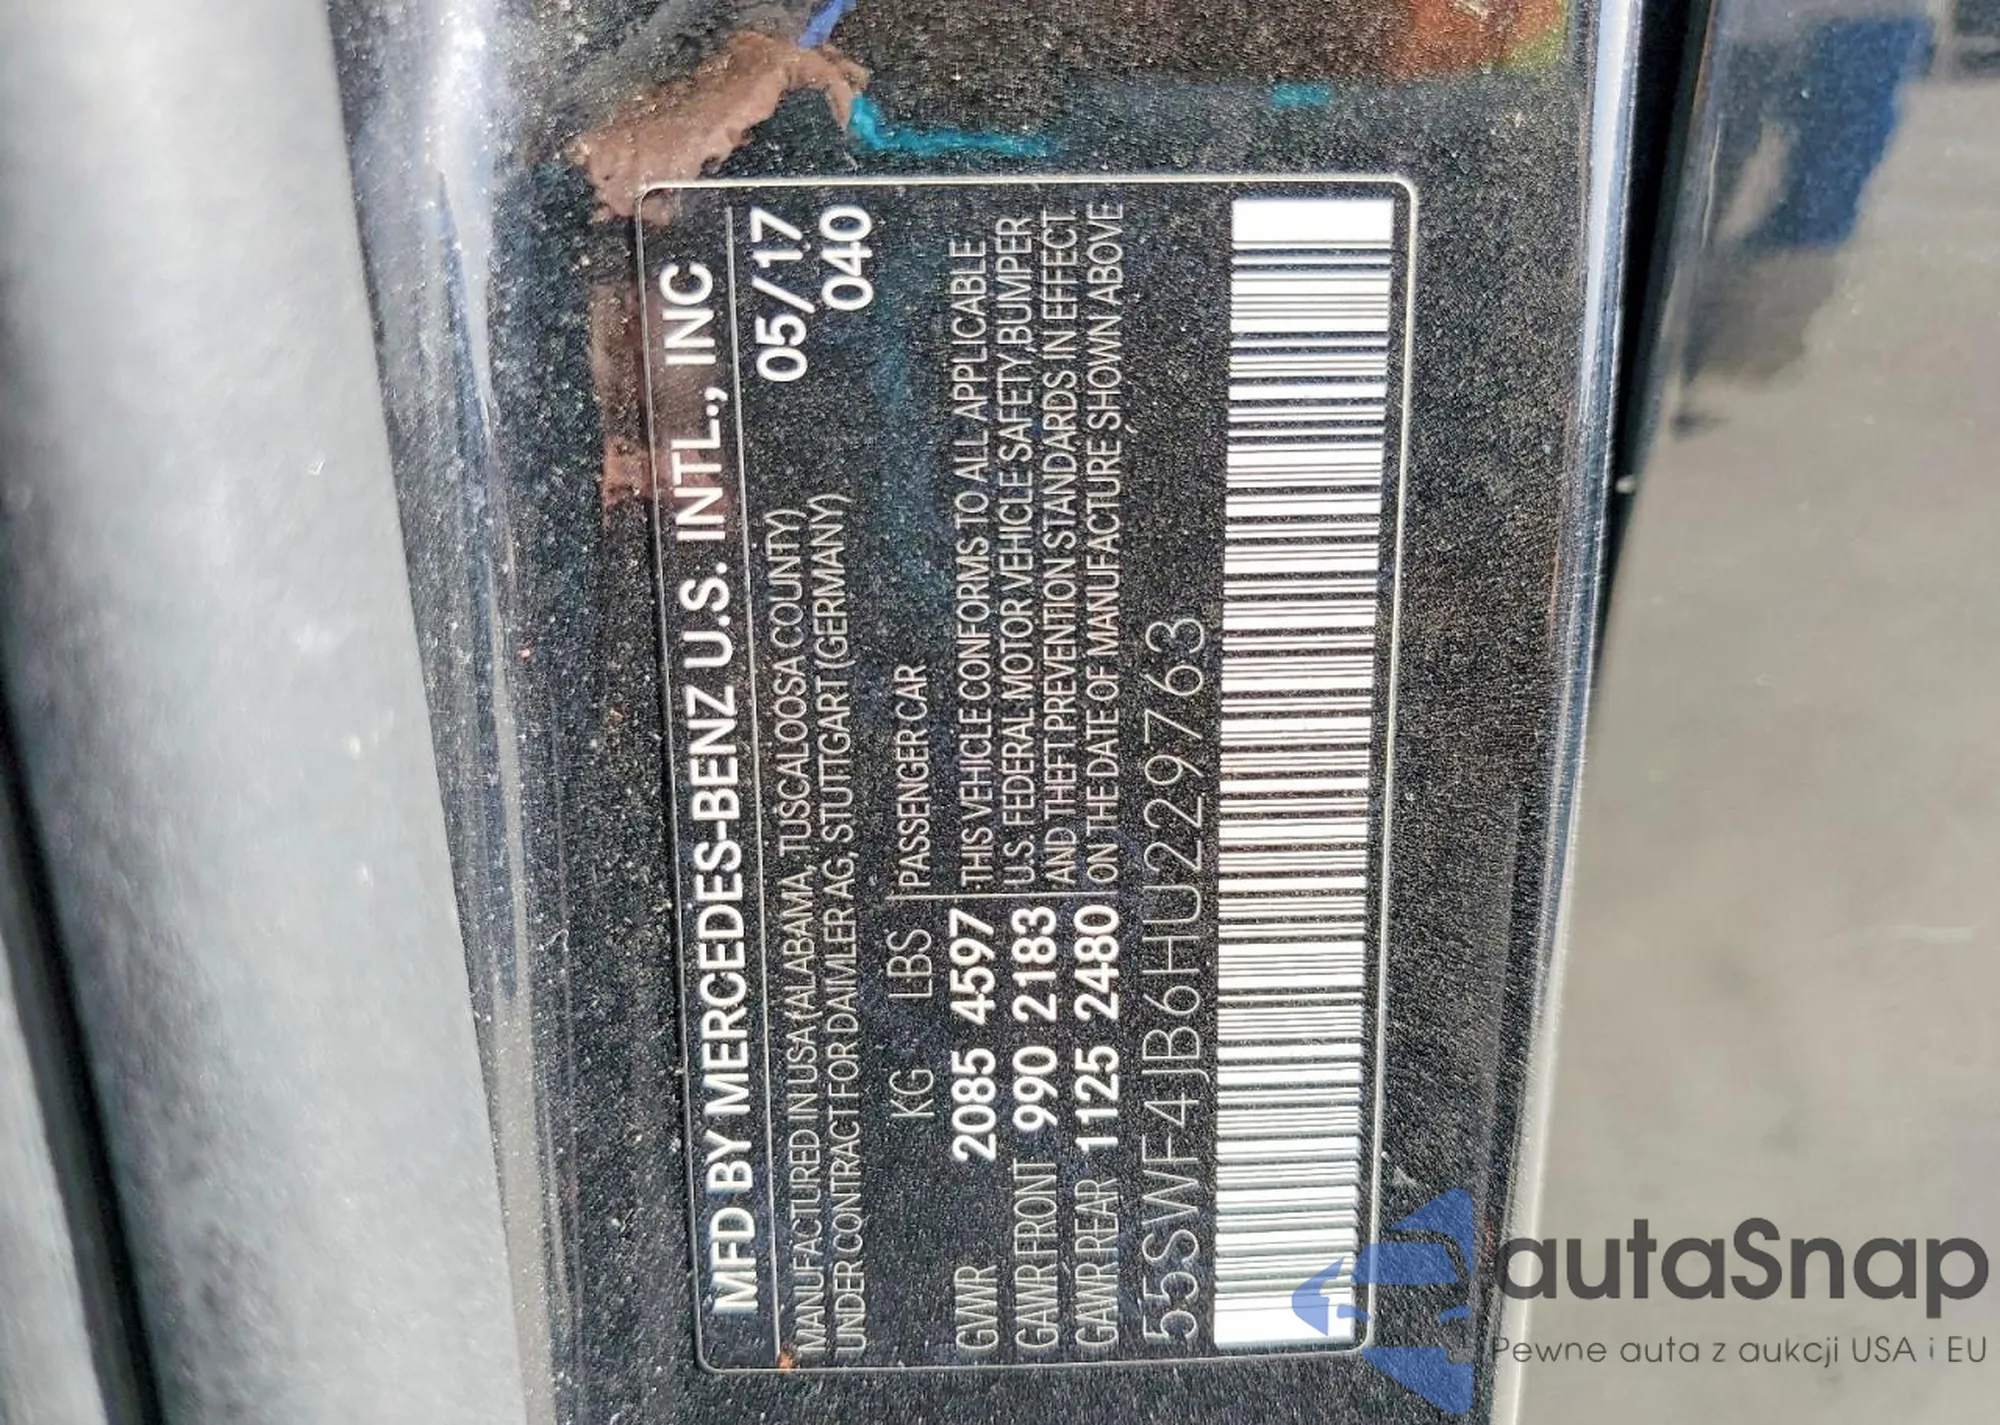 MFD BY MERCEDES-BENZ U.S. INTL., INC
MANUFACTURED IN USA (ALABAMA, TUSCALOOSA COUNTY) 05/17
UNDER CONTRACT FOR DAIMLER AG, STUTTGART (GERMANY) 040
KG LBS PASSENGER CAR
GVWR 2085 4597 THIS VEHICLE CONFORMS TO ALL APPLICABLE
GAWR FRONT 990 2183 U.S. FEDERAL MOTOR VEHICLE SAFETY, BUMPER
GAWR REAR 1125 2480 AND THEFT PREVENTION STANDARDS IN EFFECT
ON THE DATE OF MANUFACTURE SHOWN ABOVE
55SWF4JB6HU229763
autaSnap
Pewne auta z aukcji USA i EU